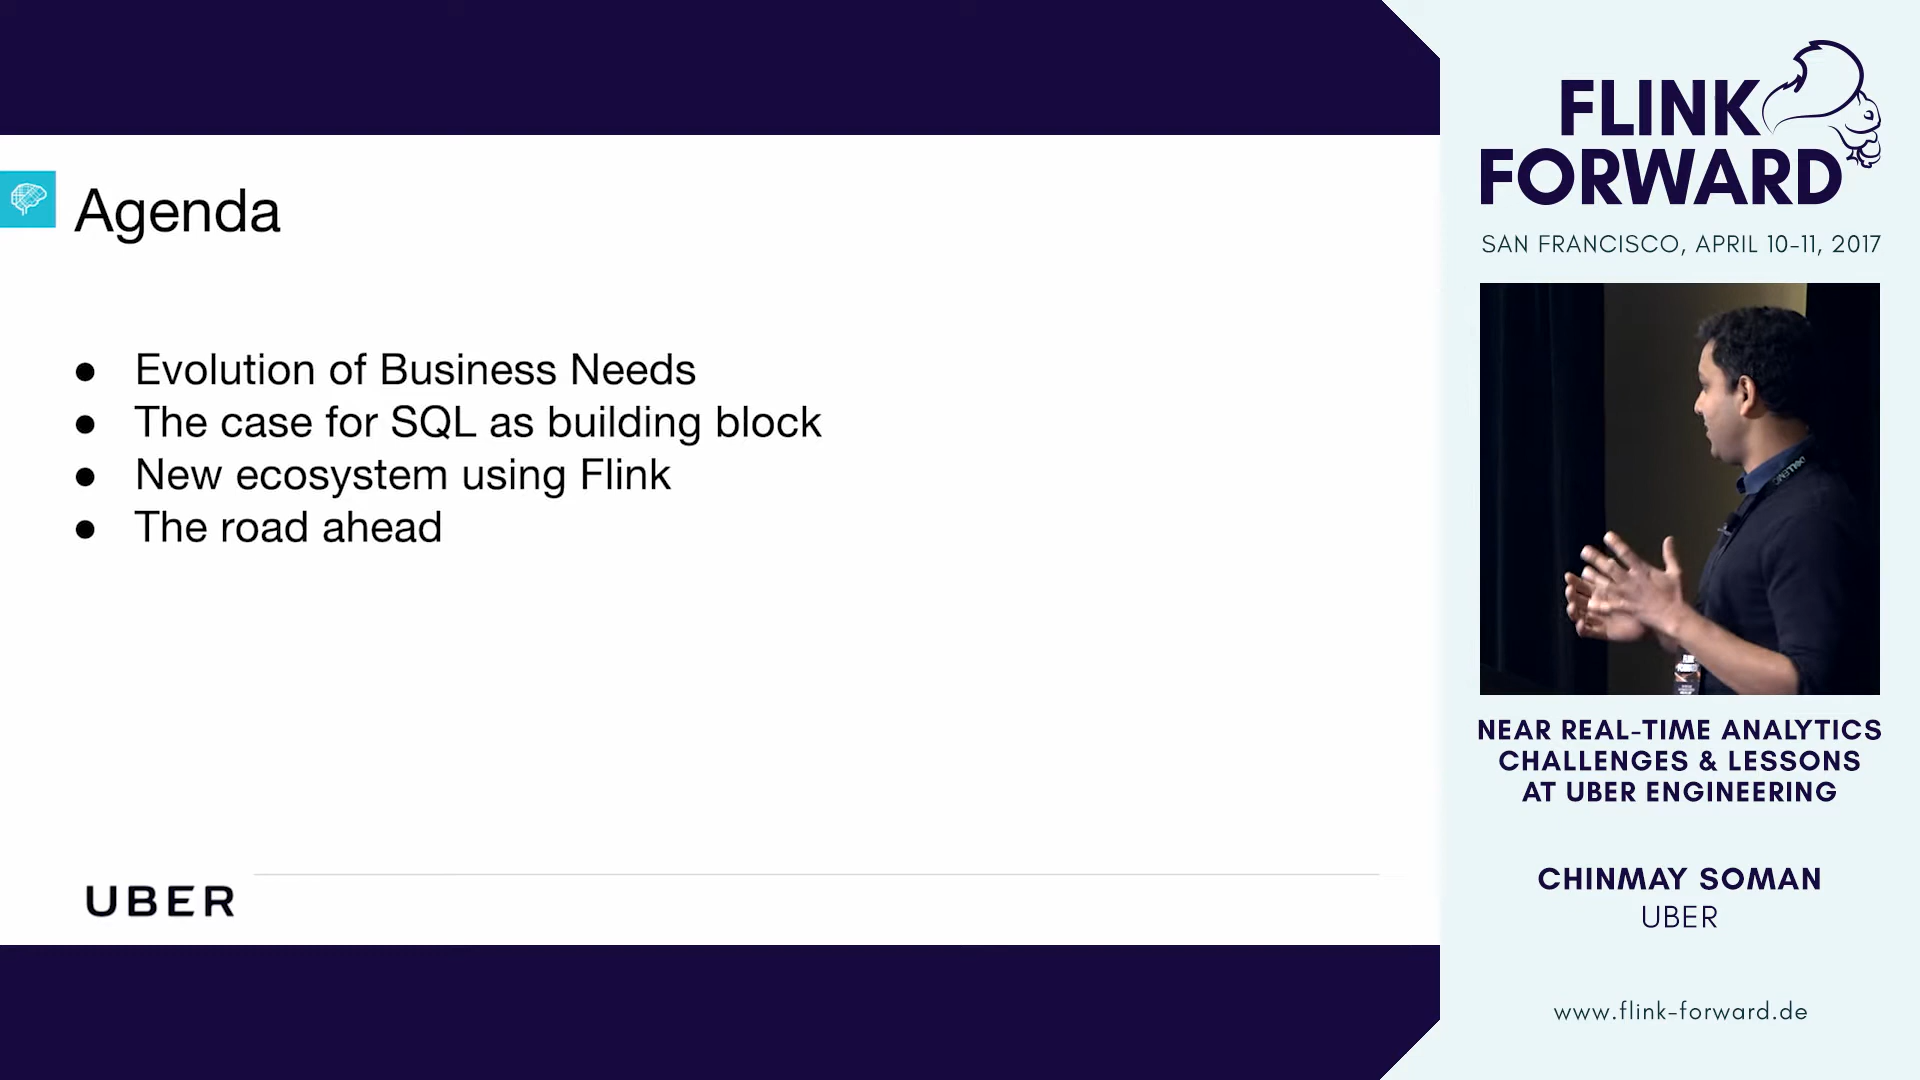 Agenda
● Evolution of Business Needs
● The case for SQL as building block
● New ecosystem using Flink
● The road ahead
UBER
FLINK
FORWARD
SAN FRANCISCO, APRIL 10-11, 2017
NEAR REAL-TIME ANALYTICS
CHALLENGES & LESSONS
AT UBER ENGINEERING
CHINMAY SOMAN
UBER
www.flink-forward.de